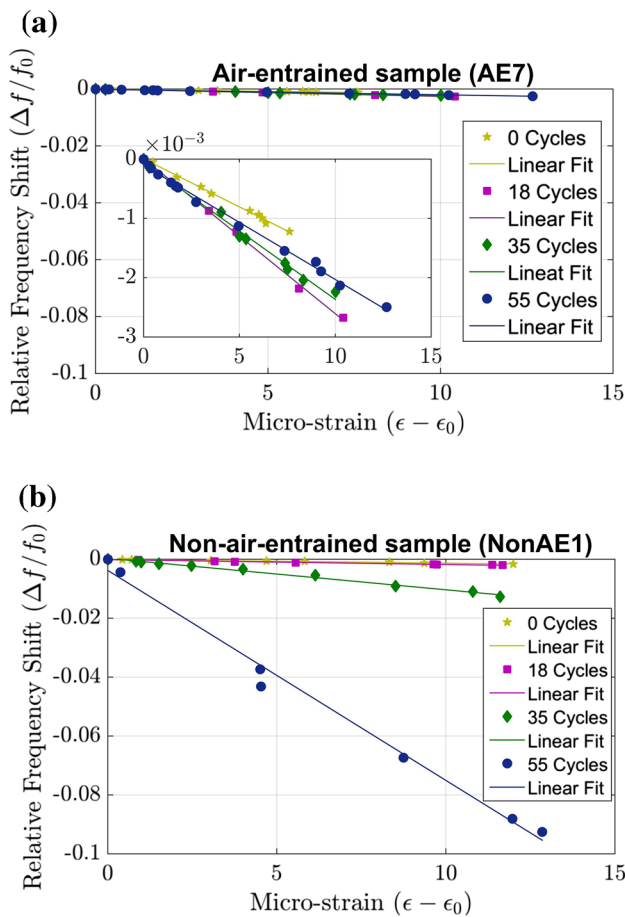 (a)
Air-entrained sample (AE7)
Relative Frequency Shift (Δf/f₀)
0
-0.02
-0.04
-0.06
-0.08
-0.1
0 5 10 15
Micro-strain (ϵ − ϵ₀)
×10⁻³
0
-1
-2
-3
0 5 10 15
0 Cycles
Linear Fit
18 Cycles
Linear Fit
35 Cycles
Lineat Fit
55 Cycles
Linear Fit
(b)
Non-air-entrained sample (NonAE1)
Relative Frequency Shift (Δf/f₀)
0
-0.02
-0.04
-0.06
-0.08
-0.1
0 5 10 15
Micro-strain (ϵ − ϵ₀)
0 Cycles
Linear Fit
18 Cycles
Linear Fit
35 Cycles
Linear Fit
55 Cycles
Linear Fit